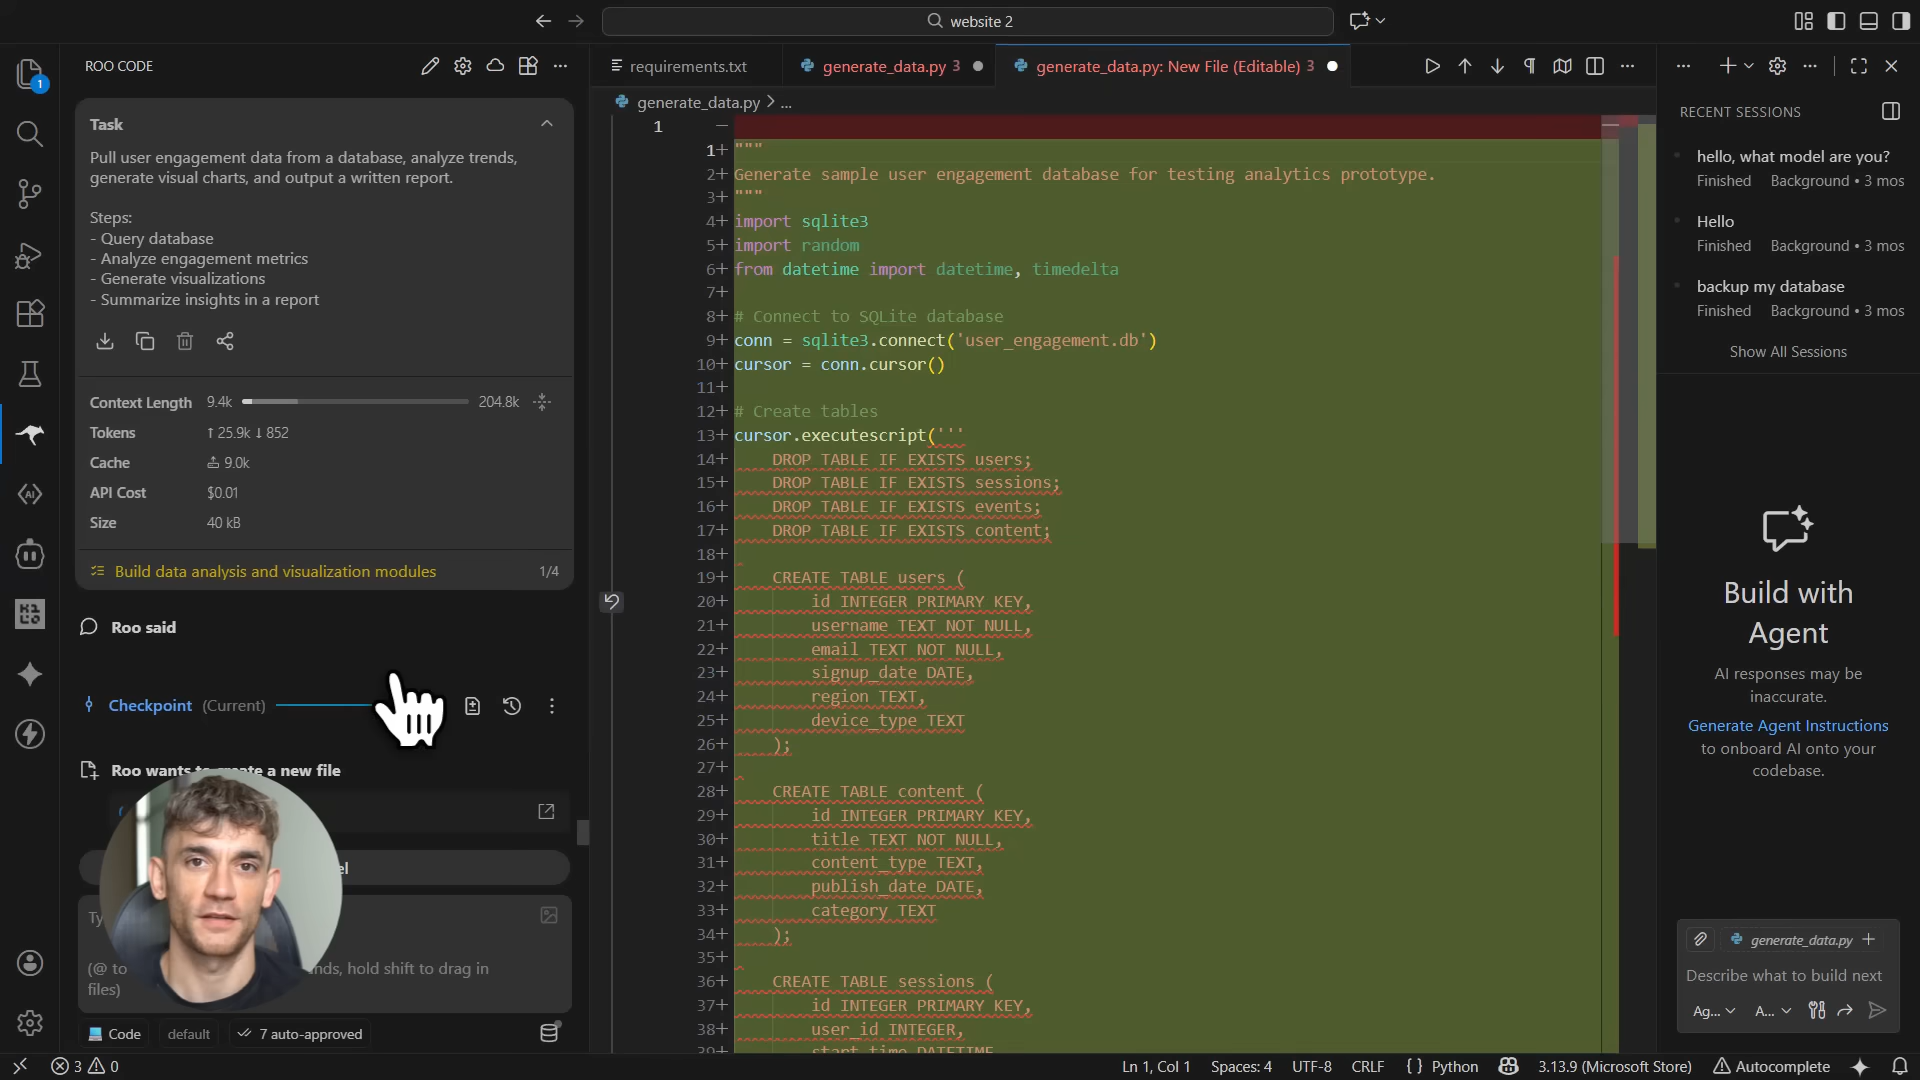 website 2
1
ROO CODE
Task
Pull user engagement data from a database, analyze trends,
generate visual charts, and output a written report.
Steps:
- Query database
- Analyze engagement metrics
- Generate visualizations
- Summarize insights in a report
Context Length 9.4k 204.8k
Tokens ↑ 25.9k ↓ 852
Cache 9.0k
API Cost $0.01
Size 40 kB
Build data analysis and visualization modules 1/4
Roo said
Checkpoint (Current)
Roo wants to create a new file
(@ to
nds, hold shift to drag in
files)
Code default 7 auto-approved
3 0
requirements.txt
generate_data.py 3
generate_data.py: New File (Editable) 3
generate_data.py > ...
1
1+ """
2+ Generate sample user engagement database for testing analytics prototype.
3+ """
4+ import sqlite3
5+ import random
6+ from datetime import datetime, timedelta
7+
8+ # Connect to SQLite database
9+ conn = sqlite3.connect('user_engagement.db')
10+ cursor = conn.cursor()
11+
12+ # Create tables
13+ cursor.executescript('''
14+ DROP TABLE IF EXISTS users;
15+ DROP TABLE IF EXISTS sessions;
16+ DROP TABLE IF EXISTS events;
17+ DROP TABLE IF EXISTS content;
18+
19+ CREATE TABLE users (
20+ id INTEGER PRIMARY KEY,
21+ username TEXT NOT NULL,
22+ email TEXT NOT NULL,
23+ signup_date DATE,
24+ region TEXT,
25+ device_type TEXT
26+ );
27+
28+ CREATE TABLE content (
29+ id INTEGER PRIMARY KEY,
30+ title TEXT NOT NULL,
31+ content_type TEXT,
32+ publish_date DATE,
33+ category TEXT
34+ );
35+
36+ CREATE TABLE sessions (
37+ id INTEGER PRIMARY KEY,
38+ user_id INTEGER,
39+ start_time DATETIME
RECENT SESSIONS
hello, what model are you?
Finished Background • 3 mos
Hello
Finished Background • 3 mos
backup my database
Finished Background • 3 mos
Show All Sessions
Build with
Agent
AI responses may be
inaccurate.
Generate Agent Instructions
to onboard AI onto your
codebase.
generate_data.py +
Describe what to build next
Ag... A...
Ln 1, Col 1 Spaces: 4 UTF-8 CRLF { } Python 3.13.9 (Microsoft Store) Autocomplete